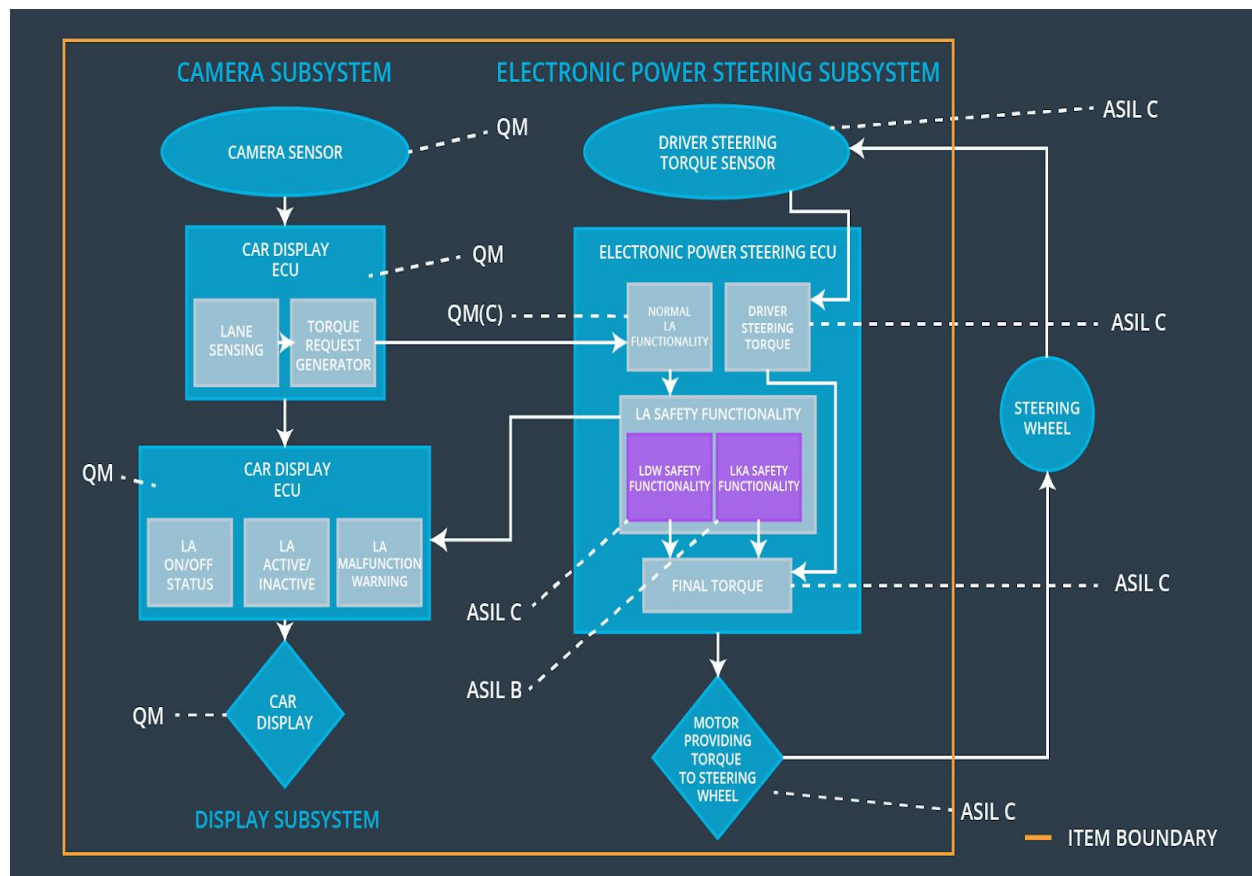 CAMERA SUBSYSTEM
ELECTRONIC POWER STEERING SUBSYSTEM
CAMERA SENSOR
QM
DRIVER STEERING
TORQUE SENSOR
ASIL C
CAR DISPLAY
ECU
QM
LANE
SENSING
TORQUE
REQUEST
GENERATOR
ELECTRONIC POWER STEERING ECU
QM(C)
NORMAL
LA
FUNCTIONALITY
DRIVER
STEERING
TORQUE
ASIL C
STEERING
WHEEL
LA SAFETY FUNCTIONALITY
LDW SAFETY
FUNCTIONALITY
LKA SAFETY
FUNCTIONALITY
QM
CAR DISPLAY
ECU
LA
ON/OFF
STATUS
LA
ACTIVE/
INACTIVE
LA
MALFUNCTION
WARNING
FINAL TORQUE
ASIL C
ASIL C
ASIL B
QM
CAR
DISPLAY
MOTOR
PROVIDING
TORQUE
TO STEERING
WHEEL
ASIL C
DISPLAY SUBSYSTEM
ITEM BOUNDARY